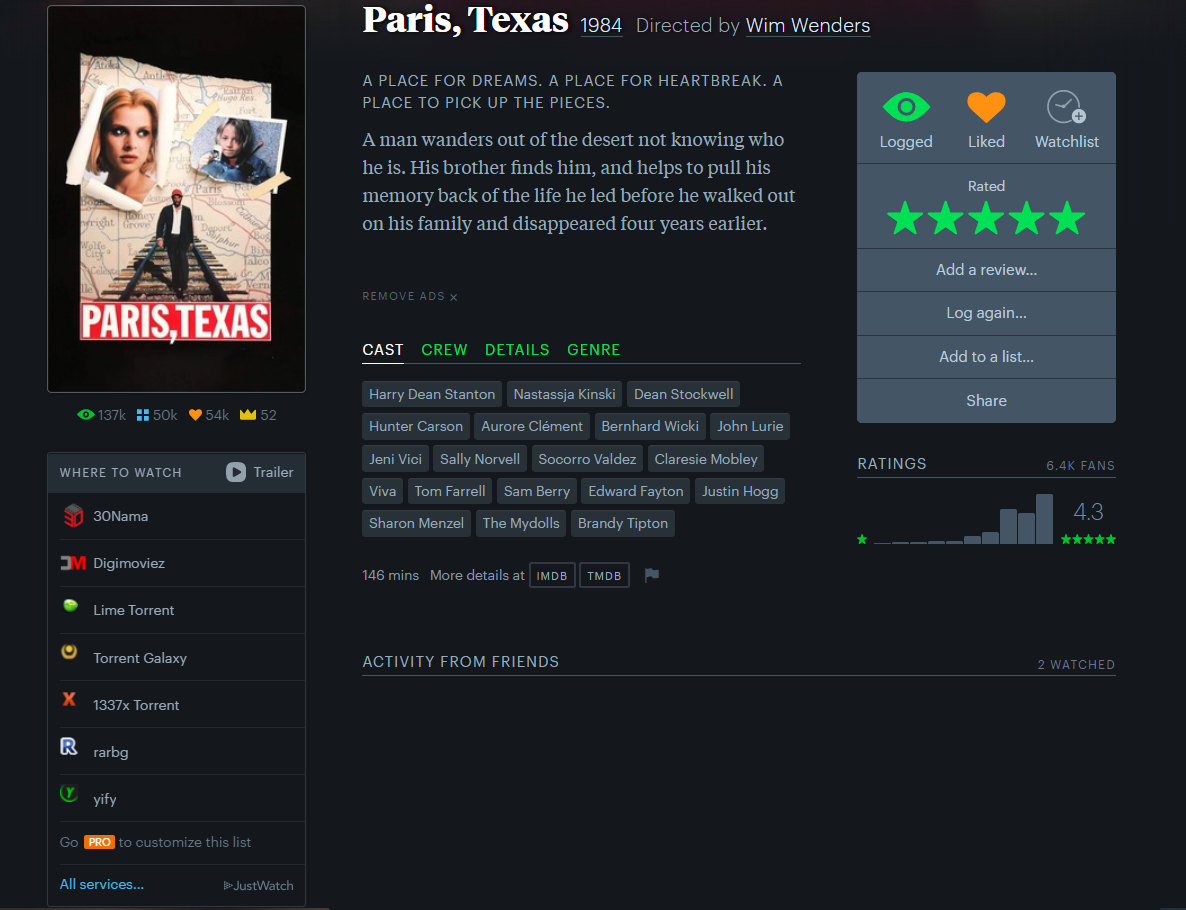 Paris, Texas 1984 Directed by Wim Wenders
A PLACE FOR DREAMS. A PLACE FOR HEARTBREAK. A
PLACE TO PICK UP THE PIECES.
A man wanders out of the desert not knowing who
he is. His brother finds him, and helps to pull his
memory back of the life he led before he walked out
on his family and disappeared four years earlier.
REMOVE ADS x
CAST CREW DETAILS GENRE
Harry Dean Stanton Nastassja Kinski Dean Stockwell
Hunter Carson Aurore Clément Bernhard Wicki John Lurie
Jeni Vici Sally Norvell Socorro Valdez Claresie Mobley
Viva Tom Farrell Sam Berry Edward Fayton Justin Hogg
Sharon Menzel The Mydolls Brandy Tipton
146 mins More details at IMDB TMDB
ACTIVITY FROM FRIENDS 2 WATCHED
Logged Liked Watchlist
Rated
Add a review...
Log again...
Add to a list...
Share
RATINGS 6.4K FANS
4.3
Antle
Paris
Blossom
Boney
Grove
Deport
Sulphur
PARIS,TEXAS
137k 50k 54k 52
WHERE TO WATCH Trailer
30Nama
Digimoviez
Lime Torrent
Torrent Galaxy
1337x Torrent
rarbg
yify
Go PRO to customize this list
All services... JustWatch